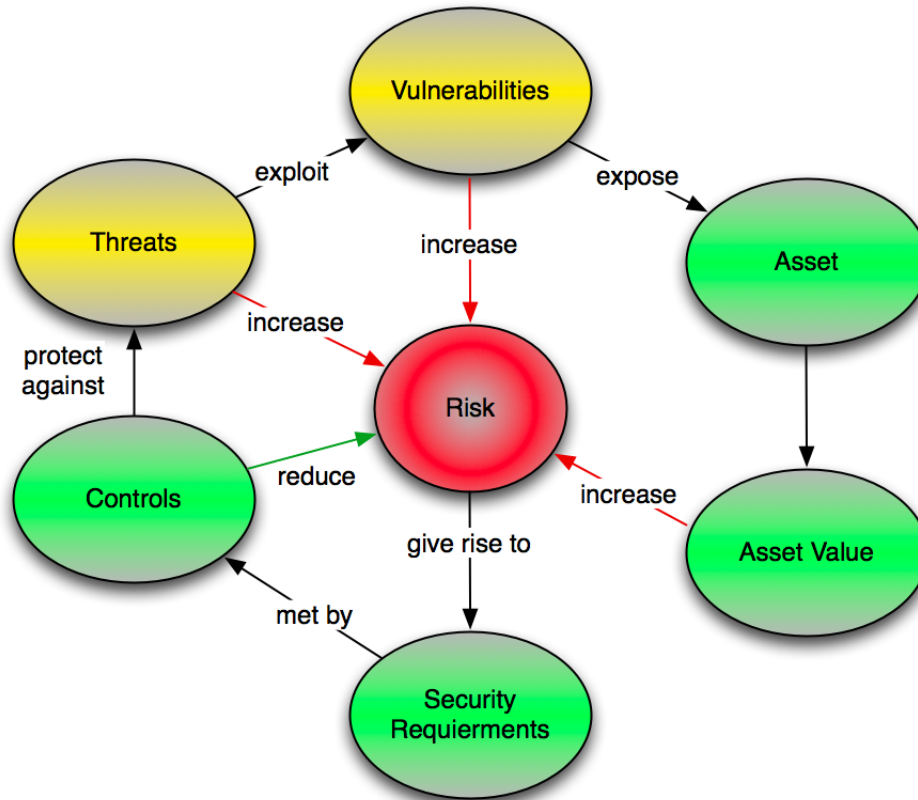 Vulnerabilities
exploit
expose
Threats
increase
Asset
increase
protect
against
Risk
reduce
Controls
increase
give rise to
Asset Value
met by
Security
Requierments